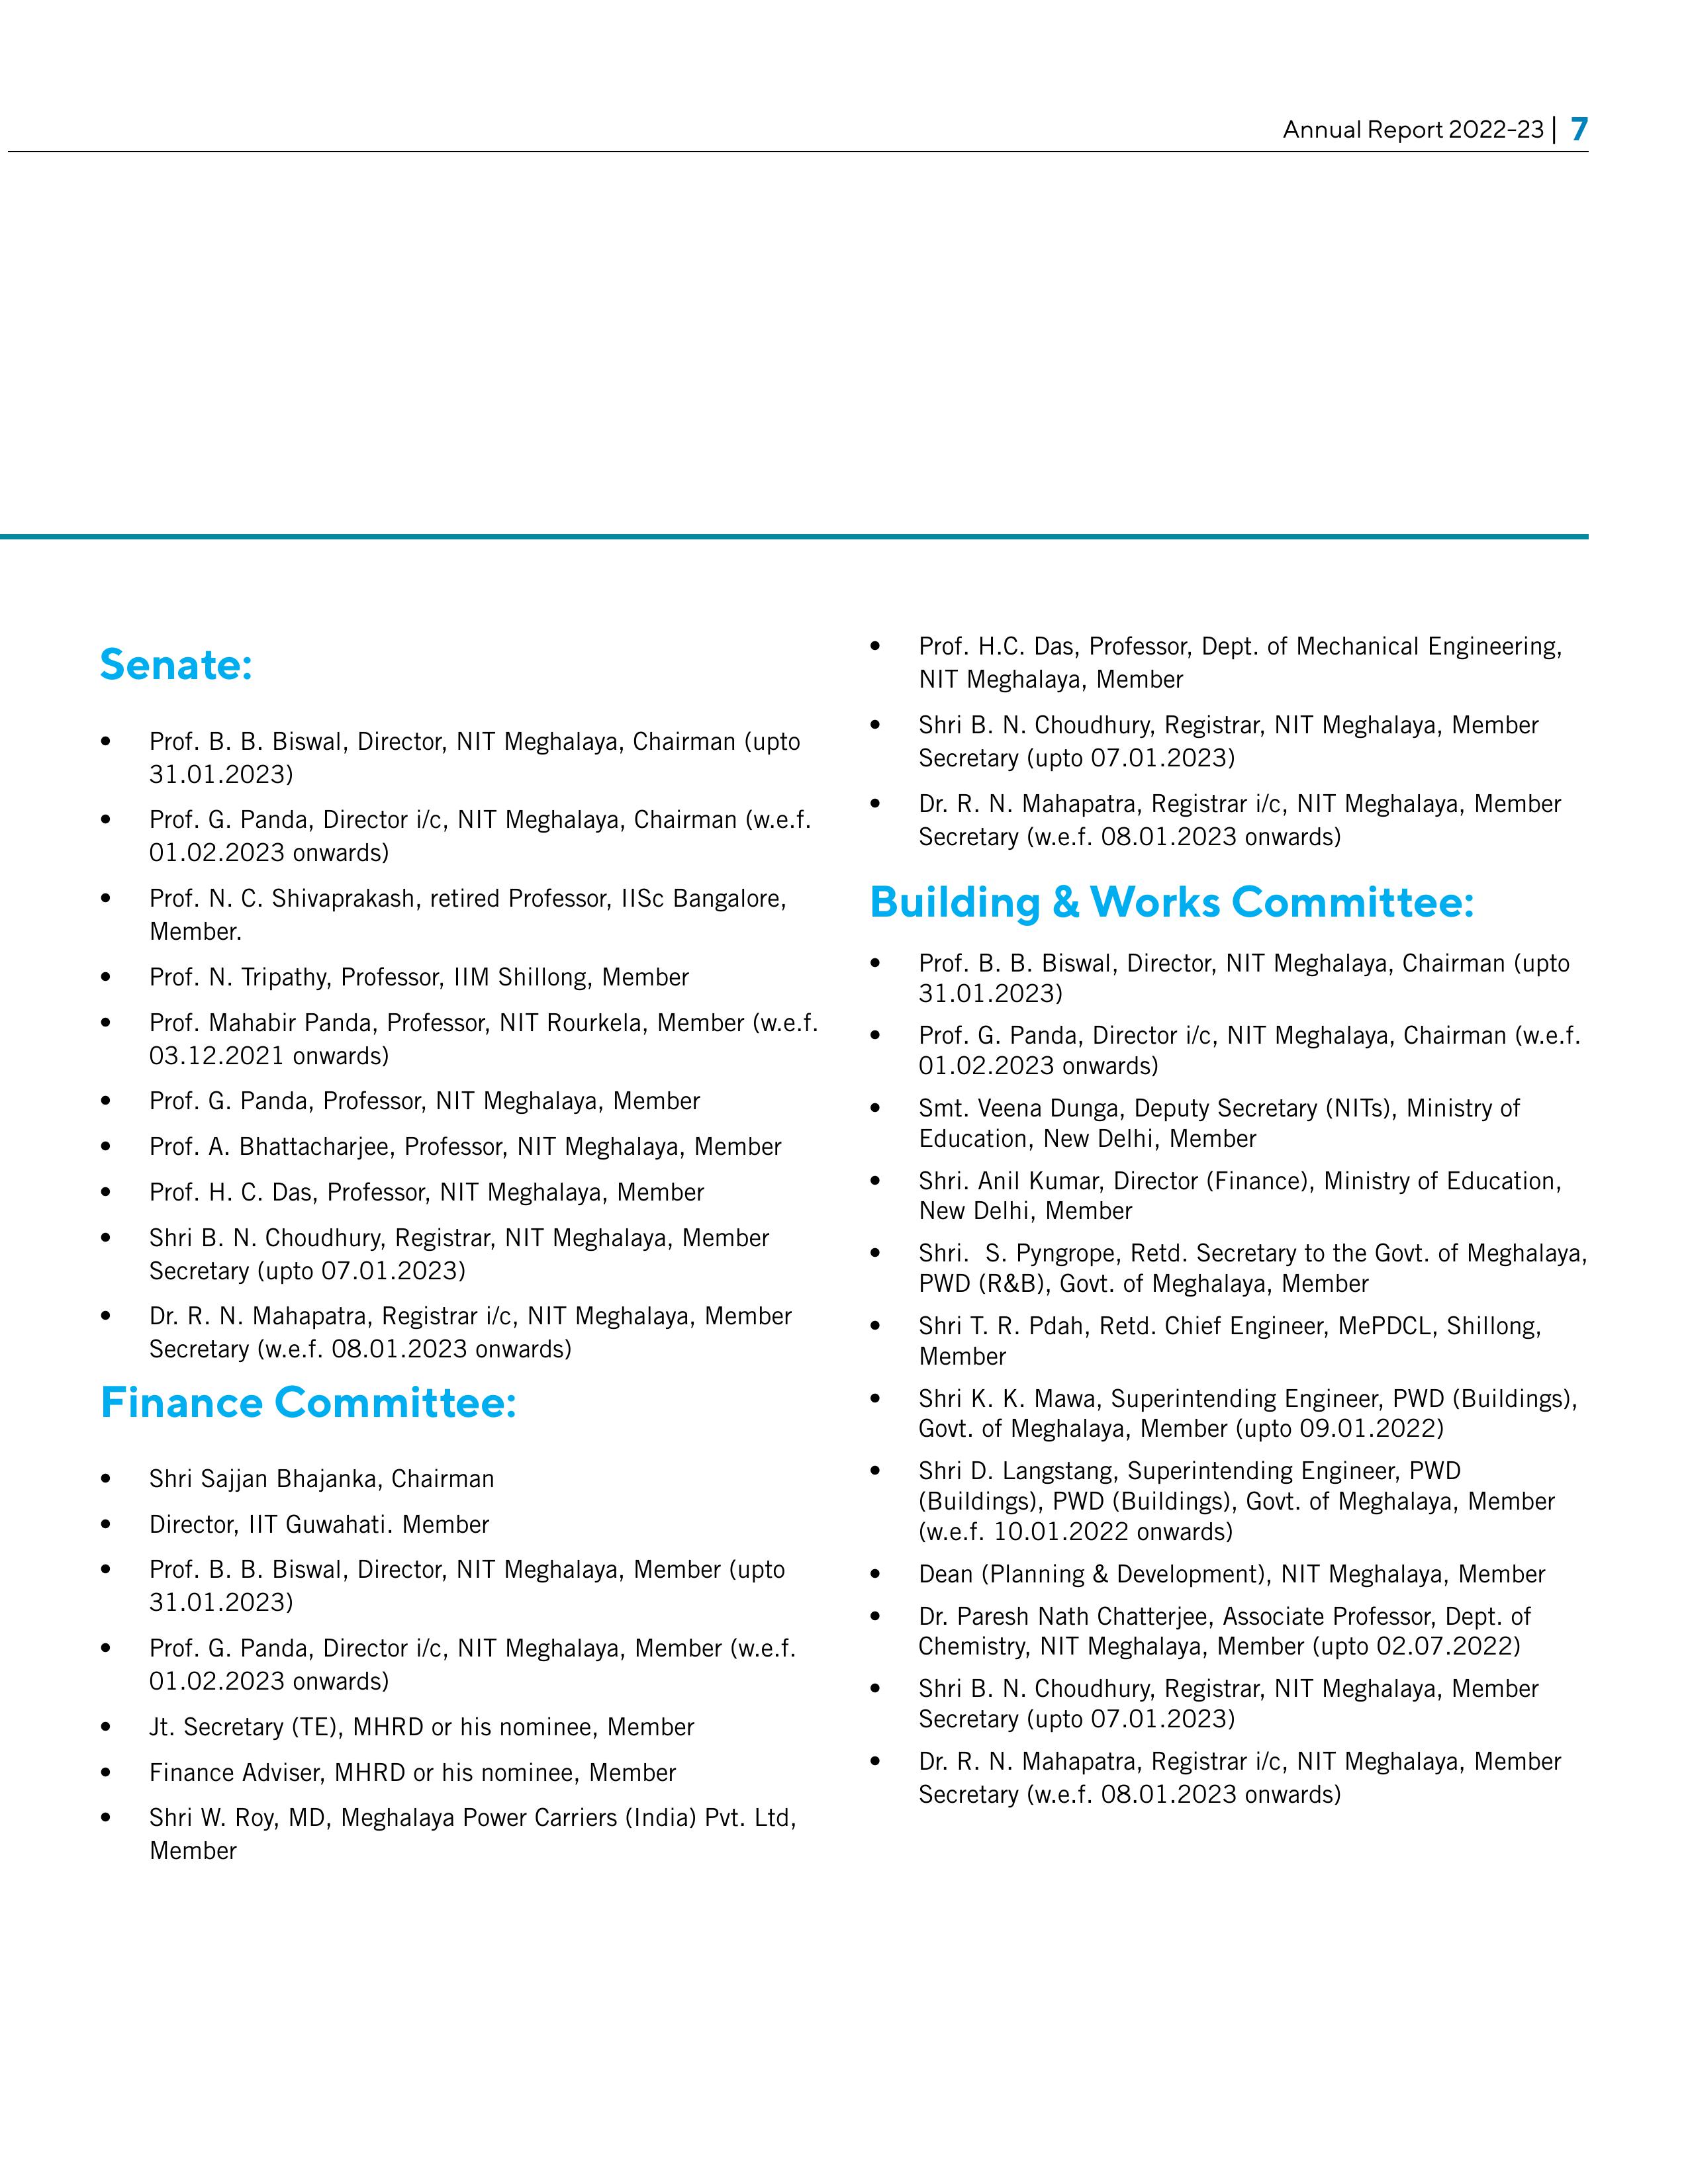 Annual Report 2022-23 | 7
Senate:
• Prof. B. B. Biswal, Director, NIT Meghalaya, Chairman (upto
31.01.2023)
• Prof. G. Panda, Director i/c, NIT Meghalaya, Chairman (w.e.f.
01.02.2023 onwards)
• Prof. N. C. Shivaprakash, retired Professor, IISc Bangalore,
Member.
• Prof. N. Tripathy, Professor, IIM Shillong, Member
• Prof. Mahabir Panda, Professor, NIT Rourkela, Member (w.e.f.
03.12.2021 onwards)
• Prof. G. Panda, Professor, NIT Meghalaya, Member
• Prof. A. Bhattacharjee, Professor, NIT Meghalaya, Member
• Prof. H. C. Das, Professor, NIT Meghalaya, Member
• Shri B. N. Choudhury, Registrar, NIT Meghalaya, Member
Secretary (upto 07.01.2023)
• Dr. R. N. Mahapatra, Registrar i/c, NIT Meghalaya, Member
Secretary (w.e.f. 08.01.2023 onwards)
Finance Committee:
• Shri Sajjan Bhajanka, Chairman
• Director, IIT Guwahati. Member
• Prof. B. B. Biswal, Director, NIT Meghalaya, Member (upto
31.01.2023)
• Prof. G. Panda, Director i/c, NIT Meghalaya, Member (w.e.f.
01.02.2023 onwards)
• Jt. Secretary (TE), MHRD or his nominee, Member
• Finance Adviser, MHRD or his nominee, Member
• Shri W. Roy, MD, Meghalaya Power Carriers (India) Pvt. Ltd,
Member
• Prof. H.C. Das, Professor, Dept. of Mechanical Engineering,
NIT Meghalaya, Member
• Shri B. N. Choudhury, Registrar, NIT Meghalaya, Member
Secretary (upto 07.01.2023)
• Dr. R. N. Mahapatra, Registrar i/c, NIT Meghalaya, Member
Secretary (w.e.f. 08.01.2023 onwards)
Building & Works Committee:
• Prof. B. B. Biswal, Director, NIT Meghalaya, Chairman (upto
31.01.2023)
• Prof. G. Panda, Director i/c, NIT Meghalaya, Chairman (w.e.f.
01.02.2023 onwards)
• Smt. Veena Dunga, Deputy Secretary (NITs), Ministry of
Education, New Delhi, Member
• Shri. Anil Kumar, Director (Finance), Ministry of Education,
New Delhi, Member
• Shri.  S. Pyngrope, Retd. Secretary to the Govt. of Meghalaya,
PWD (R&B), Govt. of Meghalaya, Member
• Shri T. R. Pdah, Retd. Chief Engineer, MePDCL, Shillong,
Member
• Shri K. K. Mawa, Superintending Engineer, PWD (Buildings),
Govt. of Meghalaya, Member (upto 09.01.2022)
• Shri D. Langstang, Superintending Engineer, PWD
(Buildings), PWD (Buildings), Govt. of Meghalaya, Member
(w.e.f. 10.01.2022 onwards)
• Dean (Planning & Development), NIT Meghalaya, Member
• Dr. Paresh Nath Chatterjee, Associate Professor, Dept. of
Chemistry, NIT Meghalaya, Member (upto 02.07.2022)
• Shri B. N. Choudhury, Registrar, NIT Meghalaya, Member
Secretary (upto 07.01.2023)
• Dr. R. N. Mahapatra, Registrar i/c, NIT Meghalaya, Member
Secretary (w.e.f. 08.01.2023 onwards)